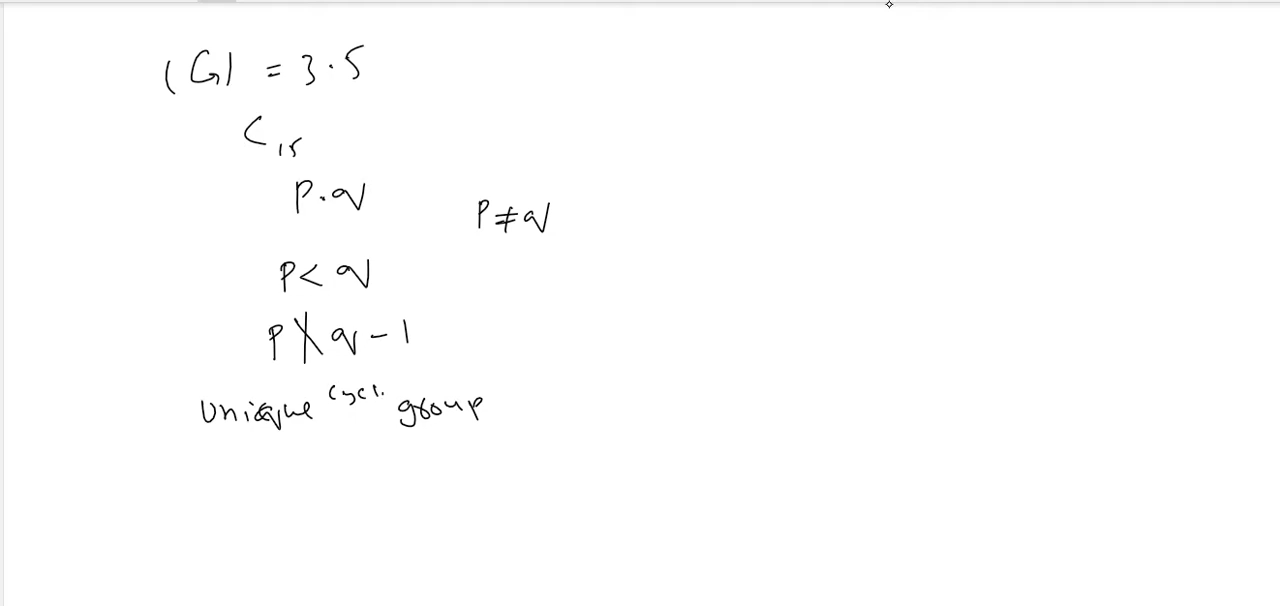 |G| = 3.5
C15
P.q
P≠q
P< q
P∤q-1
Unique cycl. group